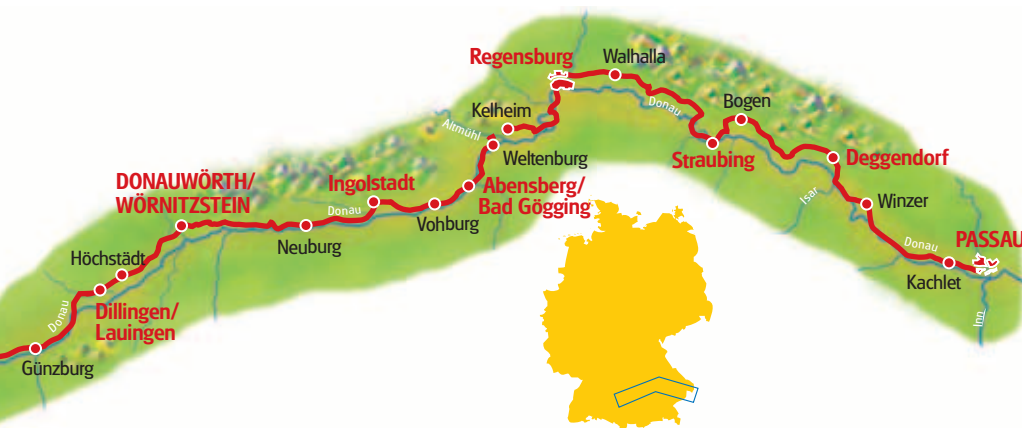 Regensburg
Walhalla
Kelheim
Altmühl
Donau
Bogen
Weltenburg
Straubing
Deggendorf
DONAUWÖRTH/
WÖRNITZSTEIN
Ingolstadt
Abensberg/
Bad Gögging
Isar
Winzer
Donau
Vohburg
Neuburg
Donau
PASSAU
Höchstädt
Kachlet
Dillingen/
Lauingen
Donau
Inn
Günzburg